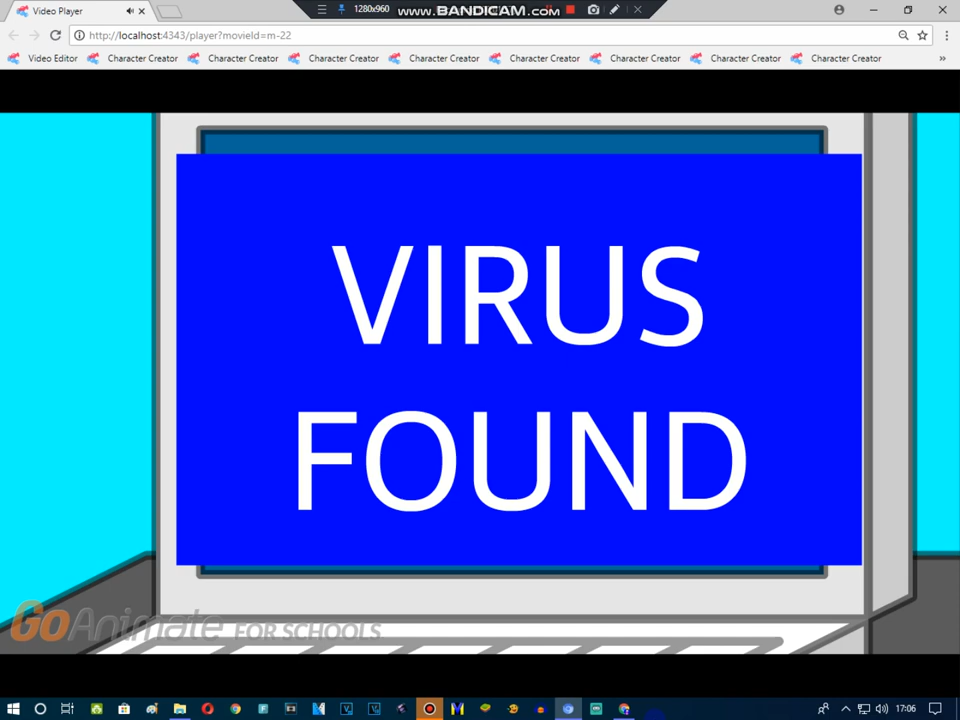 Video Player
1280x960
WWW.BANDICAM.COM
http://localhost:4343/player?movieId=m-22
Video Editor
Character Creator
Character Creator
Character Creator
Character Creator
Character Creator
Character Creator
Character Creator
Character Creator
VIRUS
FOUND
GoAnimate FOR SCHOOLS
17:06